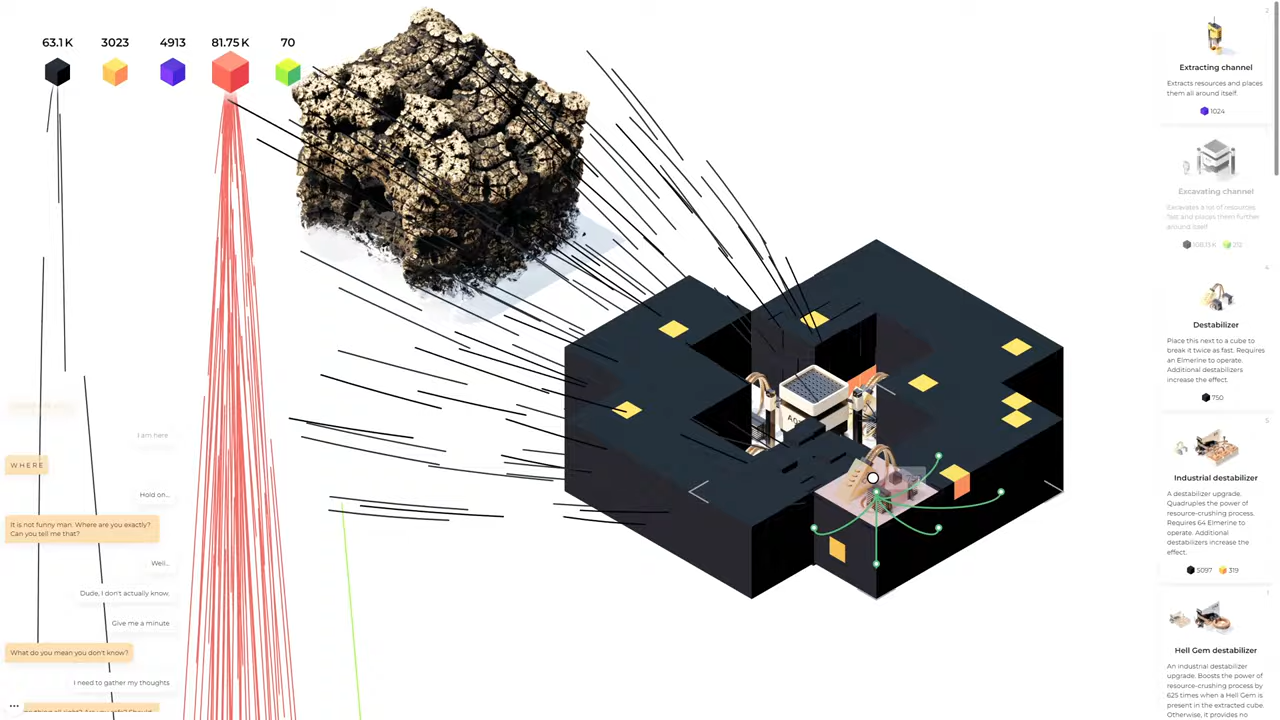 63.1 K
3023
4913
81.75 K
70
I am here
W H E R E
Hold on...
It is not funny man. Where are you exactly?
Can you tell me that?
Well...
Dude, I don't actually know.
Give me a minute
What do you mean you don't know?
I need to gather my thoughts
2
Extracting channel
Extracts resources and places
them all around itself.
1024
Excavating channel
Excavates a lot of resources
fast and places them further
around itself
212
4
Destabilizer
Place this next to a cube to
break it twice as fast. Requires
an Elmerine to operate.
Additional destabilizers
increase the effect.
750
5
Industrial destabilizer
A destabilizer upgrade.
Quadruples the power of
resource-crushing process.
Requires 64 Elmerine to
operate. Additional
destabilizers increase the
effect.
5097
319
Hell Gem destabilizer
An industrial destabilizer
upgrade. Boosts the power of
resource-crushing process by
625 times when a Hell Gem is
present in the extracted cube.
Otherwise, it provides no